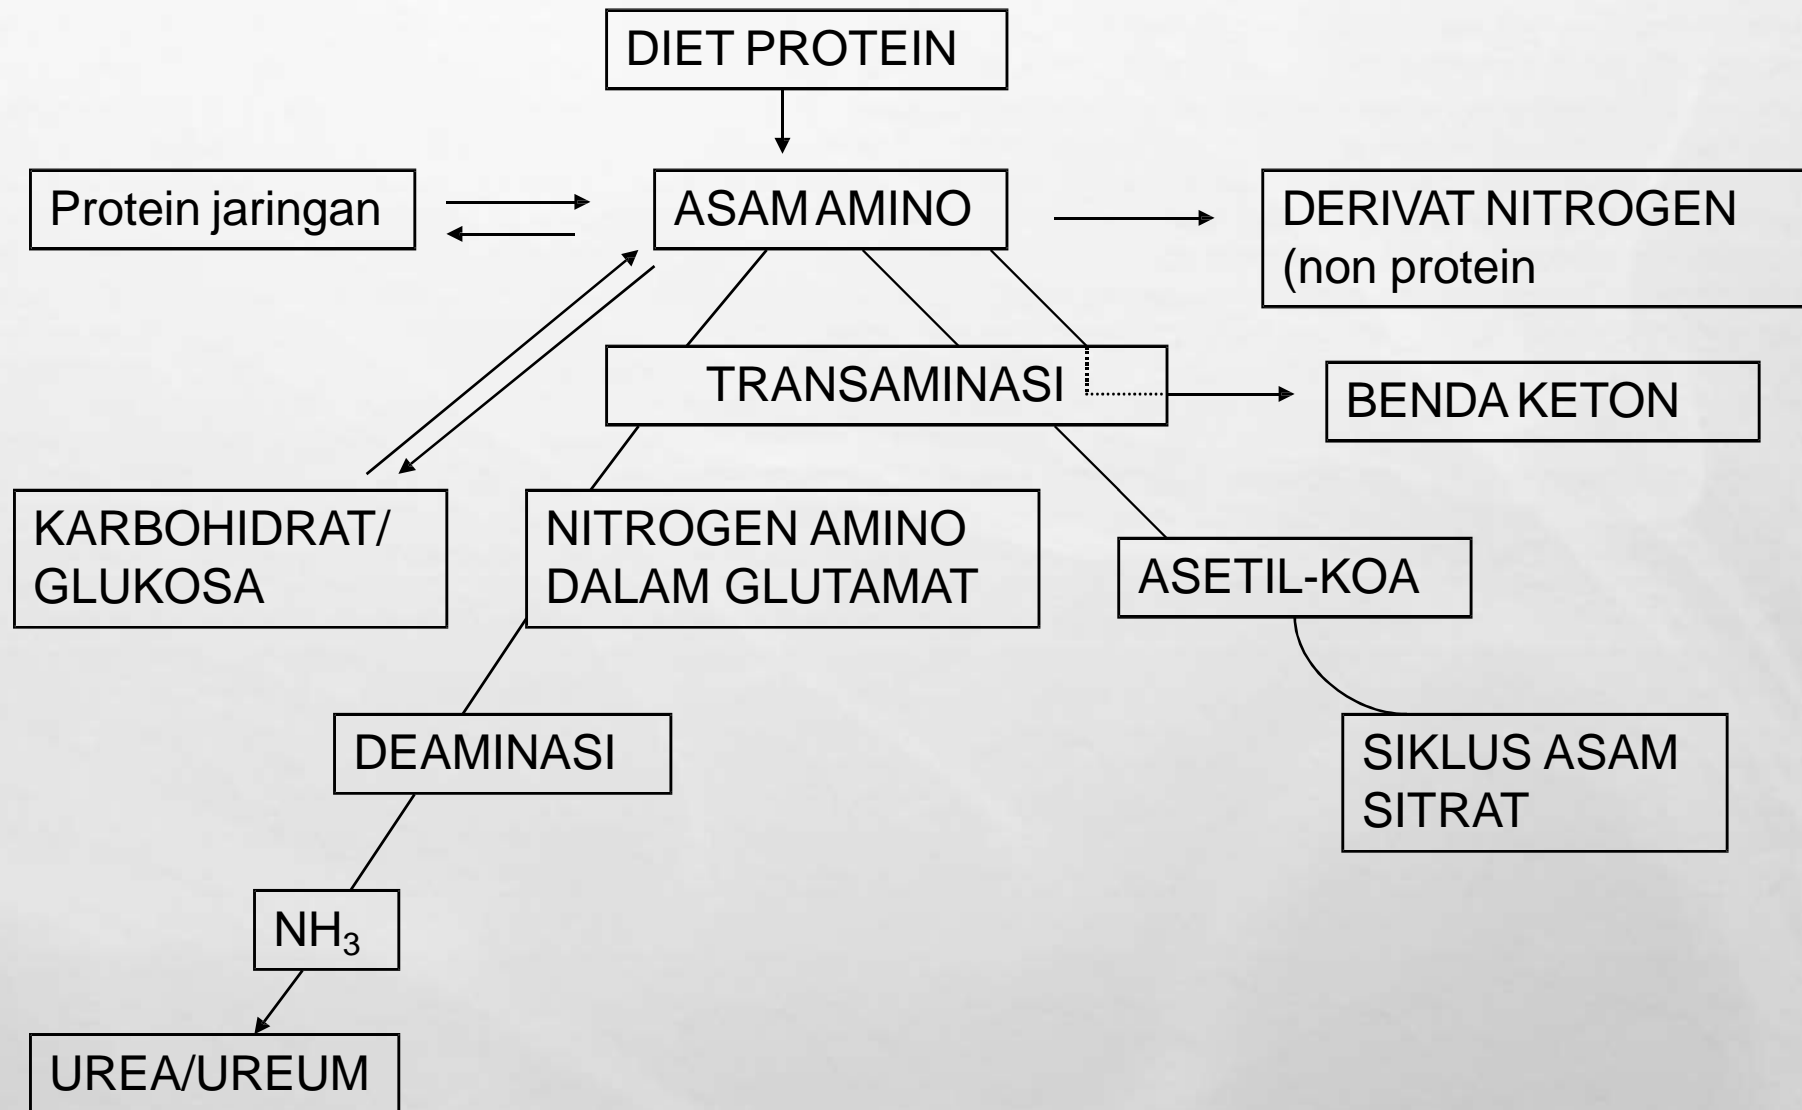 DIET PROTEIN
Protein jaringan
ASAM AMINO
DERIVAT NITROGEN
(non protein
TRANSAMINASI
BENDA KETON
KARBOHIDRAT/
GLUKOSA
NITROGEN AMINO
DALAM GLUTAMAT
ASETIL-KOA
DEAMINASI
SIKLUS ASAM
SITRAT
NH₃
UREA/UREUM